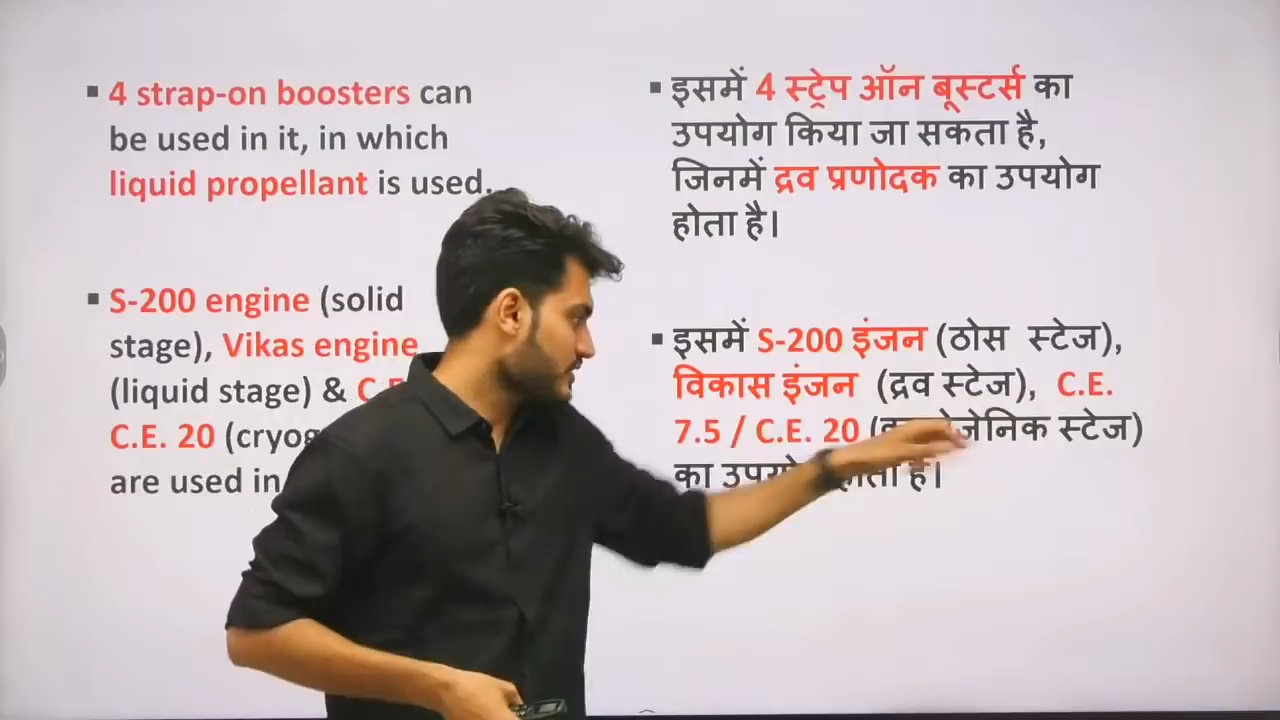 ▪ 4 strap-on boosters can
be used in it, in which
liquid propellant is used.
▪ S-200 engine (solid
stage), Vikas engine
(liquid stage) &
C.E. 20
are used in
▪ इसमें 4 स्ट्रेप ऑन बूस्टर्स का
उपयोग किया जा सकता है,
जिनमें द्रव प्रणोदक का उपयोग
होता है।
▪ इसमें S-200 इंजन (ठोस स्टेज),
विकास इंजन (द्रव स्टेज), C.E.
7.5 / C.E. 20 स्टेज)
का होता है।